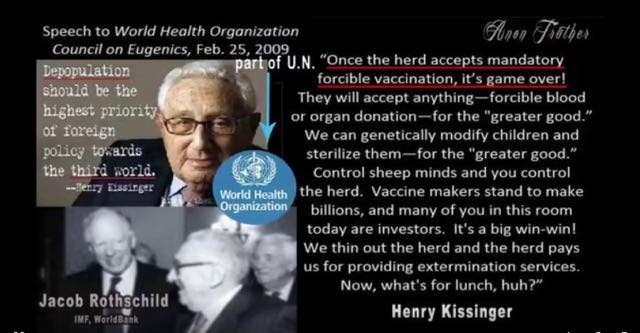 Speech to World Health Organization
Council on Eugenics, Feb. 25, 2009
Anon Truther
part of U.N.
Depopulation
should be the
highest priority
of foreign
policy towards
the third world.
--Henry Kissinger
World Health
Organization
Jacob Rothschild
IMF, WorldBank
"Once the herd accepts mandatory
forcible vaccination, it's game over!
They will accept anything—forcible blood
or organ donation—for the "greater good."
We can genetically modify children and
sterilize them—for the "greater good."
Control sheep minds and you control
the herd. Vaccine makers stand to make
billions, and many of you in this room
today are investors. It's a big win-win!
We thin out the herd and the herd pays
us for providing extermination services.
Now, what's for lunch, huh?"
Henry Kissinger